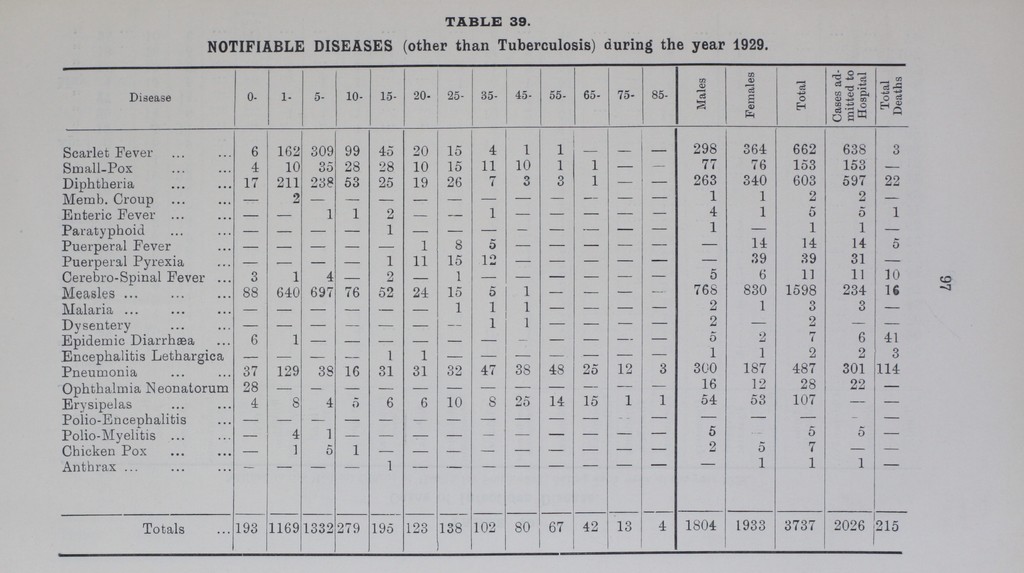 TABLE 39.
NOTIFIABLE DISEASES (other than Tuberculosis) during the year 1929.
Disease 0- 1- 5- 10- 15- 20- 25- 35- 45- 55- 65- 75- 85- Males Females Total Cases ad-mitted to Hospital Total Deaths
Scarlet Fever ... ... 6 162 309 99 45 20 15 4 1 1 — — — 298 364 662 638 3
Small-Pox ... ... 4 10 35 28 28 10 15 11 10 1 1 — — 77 76 153 153 —
Diphtheria ... ... 17 211 238 53 25 19 26 7 3 3 1 — — 263 340 603 597 22
Memb. Croup ... ... — 2 — — — — — — — — — — — 1 1 2 2 —
Enteric Fever ... ... — — 1 1 2 — — 1 — — — — — 4 1 5 5 1
Paratyphoid ... ... — — — — 1 — — — — — — — — 1 — 1 1 —
Puerperal Fever ... — — — — — 1 8 5 — — — — — — 14 14 14 5
Puerperal Pyrexia ... — — — — 1 11 15 12 — — — — — — 39 39 31 —
Cerebro-Spinal Fever ... 3 1 4 — 2 — 1 — — — — — — 5 6 11 11 10
Measles ... ... ... 88 640 697 76 52 24 15 5 1 — — — — 768 830 1598 234 16
Malaria ... ... ... — — — — — — 1 1 1 — — — — 2 1 3 3 —
Dysentery ... ... — — — — — — — 1 1 — — — — 2 — 2 — —
Epidemic Diarrhæa ... 6 1 — — — — — — — — — — — 5 2 7 6 41
Encephalitis Lethargica — — — — 1 1 — — — — — — — 1 1 2 2 3
Pneumonia ... ... 37 129 38 16 31 31 32 47 38 48 25 12 3 300 187 487 301 114
Ophthalmia Neonatorum 28 — — — — — — — — — — — — 16 12 28 22 —
Erysipelas ... ... 4 8 4 5 6 6 10 8 25 14 15 1 1 54 53 107 — —
Polio-Encephalitis ... — — — — — — — — — — — — — — — — — —
Polio-Myelitis ... ... — 4 1 — — — — — — — — — — 5 — 5 5 —
Chicken Pox ... ... — 1 5 1 — — — — — — — — — 2 5 7 — —
Anthrax ... ... ... — — — — 1 — — — — — — — — — 1 1 1 —
Totals ... 193 1169 1332 279 195 123 138 102 80 67 42 13 4 1804 1933 3737 2026 215
97